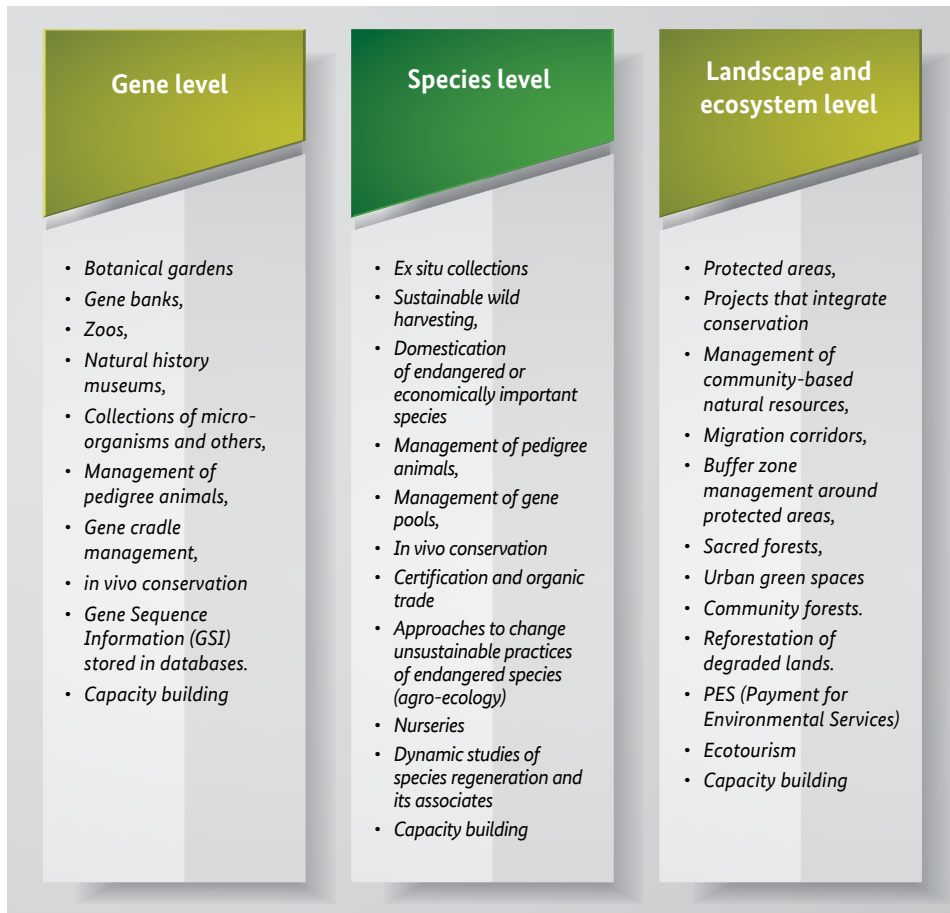 Gene level
• Botanical gardens
• Gene banks,
• Zoos,
• Natural history
museums,
• Collections of micro-
organisms and others,
• Management of
pedigree animals,
• Gene cradle
management,
• in vivo conservation
• Gene Sequence
Information (GSI)
stored in databases.
• Capacity building
Species level
• Ex situ collections
• Sustainable wild
harvesting,
• Domestication
of endangered or
economically important
species
• Management of pedigree
animals,
• Management of gene
pools,
• In vivo conservation
• Certification and organic
trade
• Approaches to change
unsustainable practices
of endangered species
(agro-ecology)
• Nurseries
• Dynamic studies of
species regeneration and
its associates
• Capacity building
Landscape and
ecosystem level
• Protected areas,
• Projects that integrate
conservation
• Management of
community-based
natural resources,
• Migration corridors,
• Buffer zone
management around
protected areas,
• Sacred forests,
• Urban green spaces
• Community forests.
• Reforestation of
degraded lands.
• PES (Payment for
Environmental Services)
• Ecotourism
• Capacity building